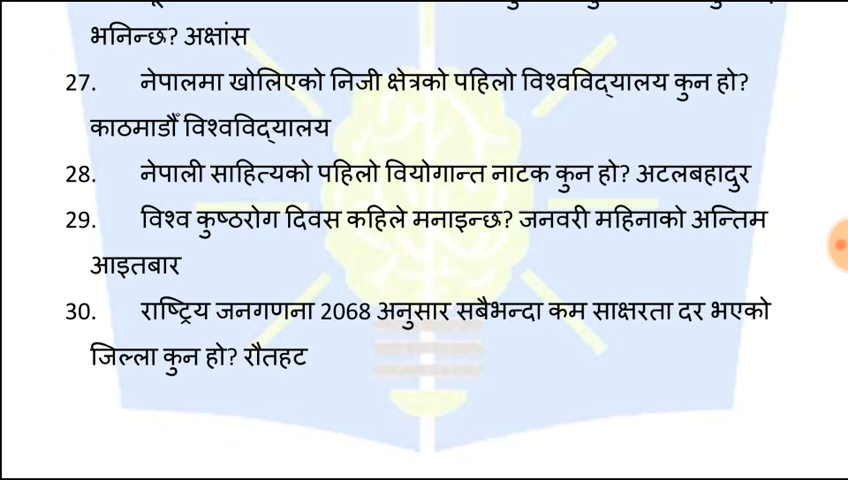 भनिन्छ? अक्षांस
27. नेपालमा खोलिएको निजी क्षेत्रको पहिलो विश्वविद्यालय कुन हो?
काठमाडौँ विश्वविद्यालय
28. नेपाली साहित्यको पहिलो वियोगान्त नाटक कुन हो? अटलबहादुर
29. विश्व कुष्ठरोग दिवस कहिले मनाइन्छ? जनवरी महिनाको अन्तिम
आइतबार
30. राष्ट्रिय जनगणना 2068 अनुसार सबैभन्दा कम साक्षरता दर भएको
जिल्ला कुन हो? रौतहट